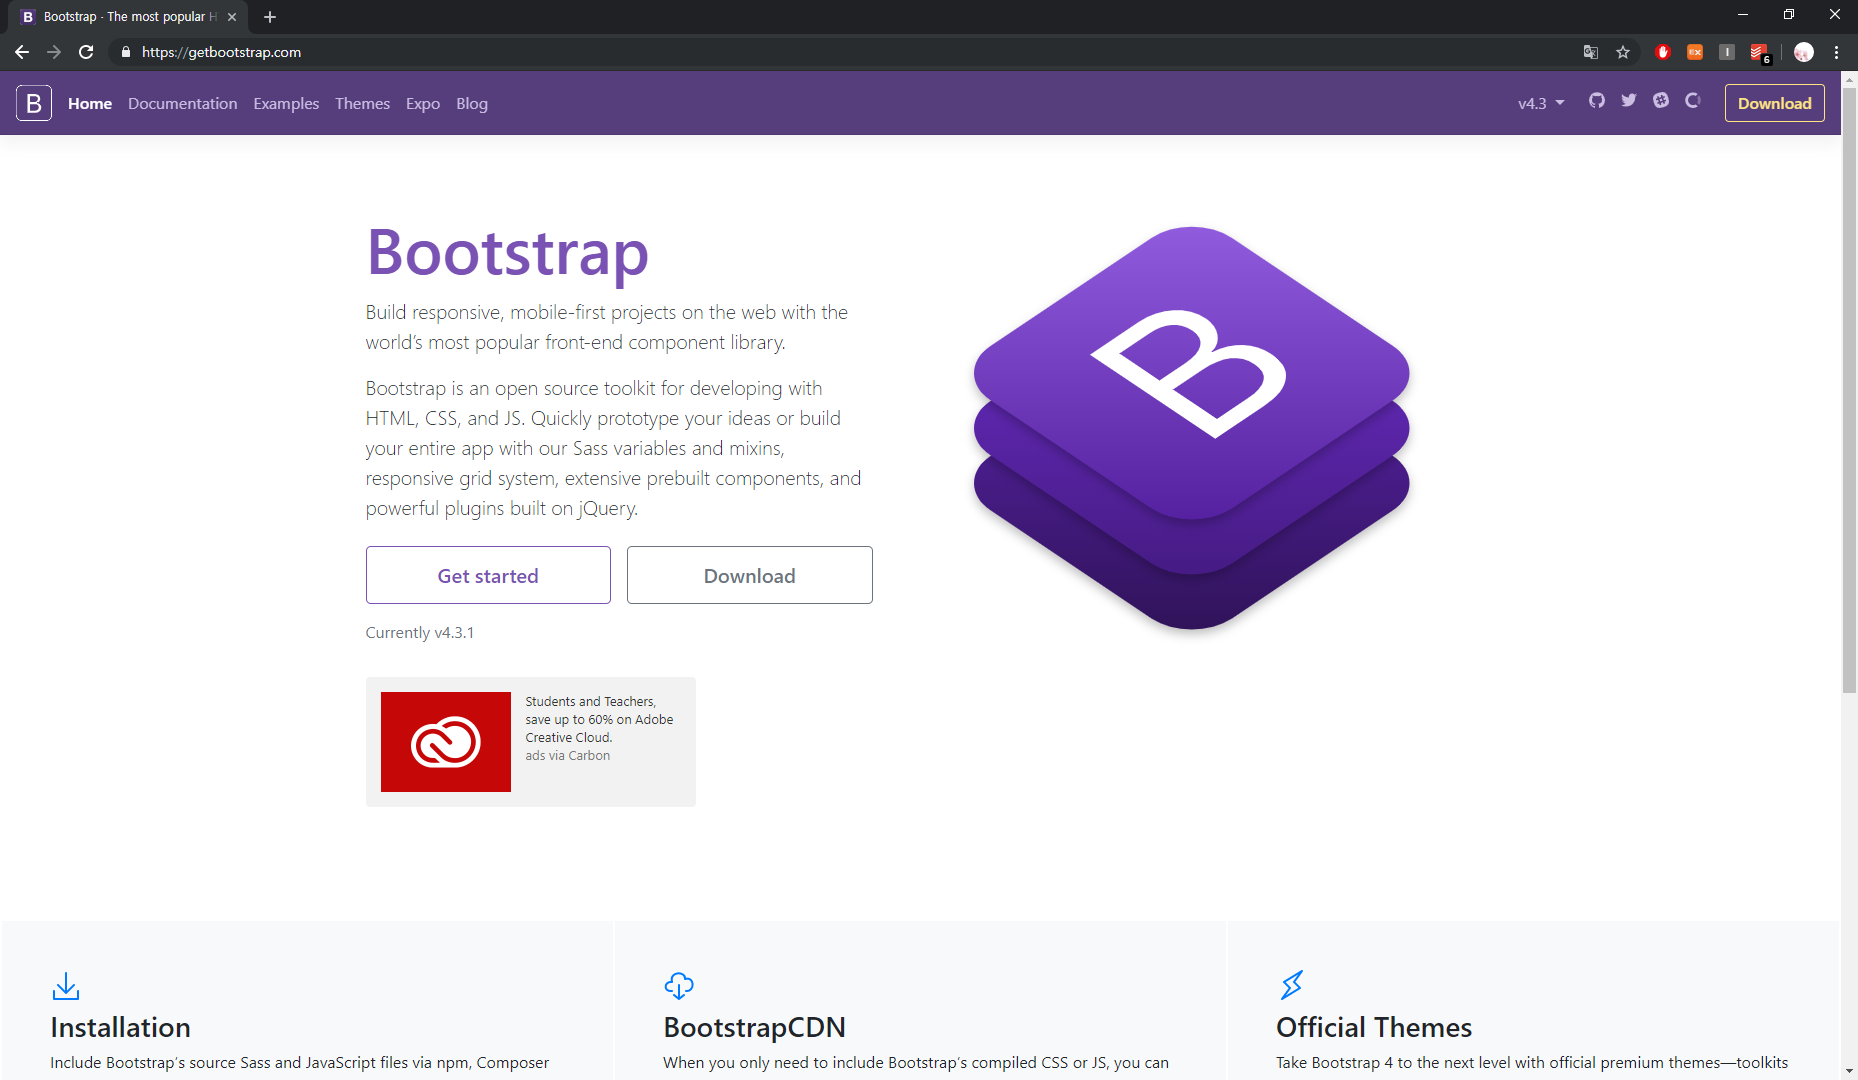 B Bootstrap · The most popular H
https://getbootstrap.com
EX
I
6
B Home Documentation Examples Themes Expo Blog v4.3 Download
Bootstrap
Build responsive, mobile-first projects on the web with the
world’s most popular front-end component library.
Bootstrap is an open source toolkit for developing with
HTML, CSS, and JS. Quickly prototype your ideas or build
your entire app with our Sass variables and mixins,
responsive grid system, extensive prebuilt components, and
powerful plugins built on jQuery.
Get started Download
Currently v4.3.1
B
Students and Teachers,
save up to 60% on Adobe
Creative Cloud.
ads via Carbon
Installation
Include Bootstrap’s source Sass and JavaScript files via npm, Composer
BootstrapCDN
When you only need to include Bootstrap’s compiled CSS or JS, you can
Official Themes
Take Bootstrap 4 to the next level with official premium themes—toolkits